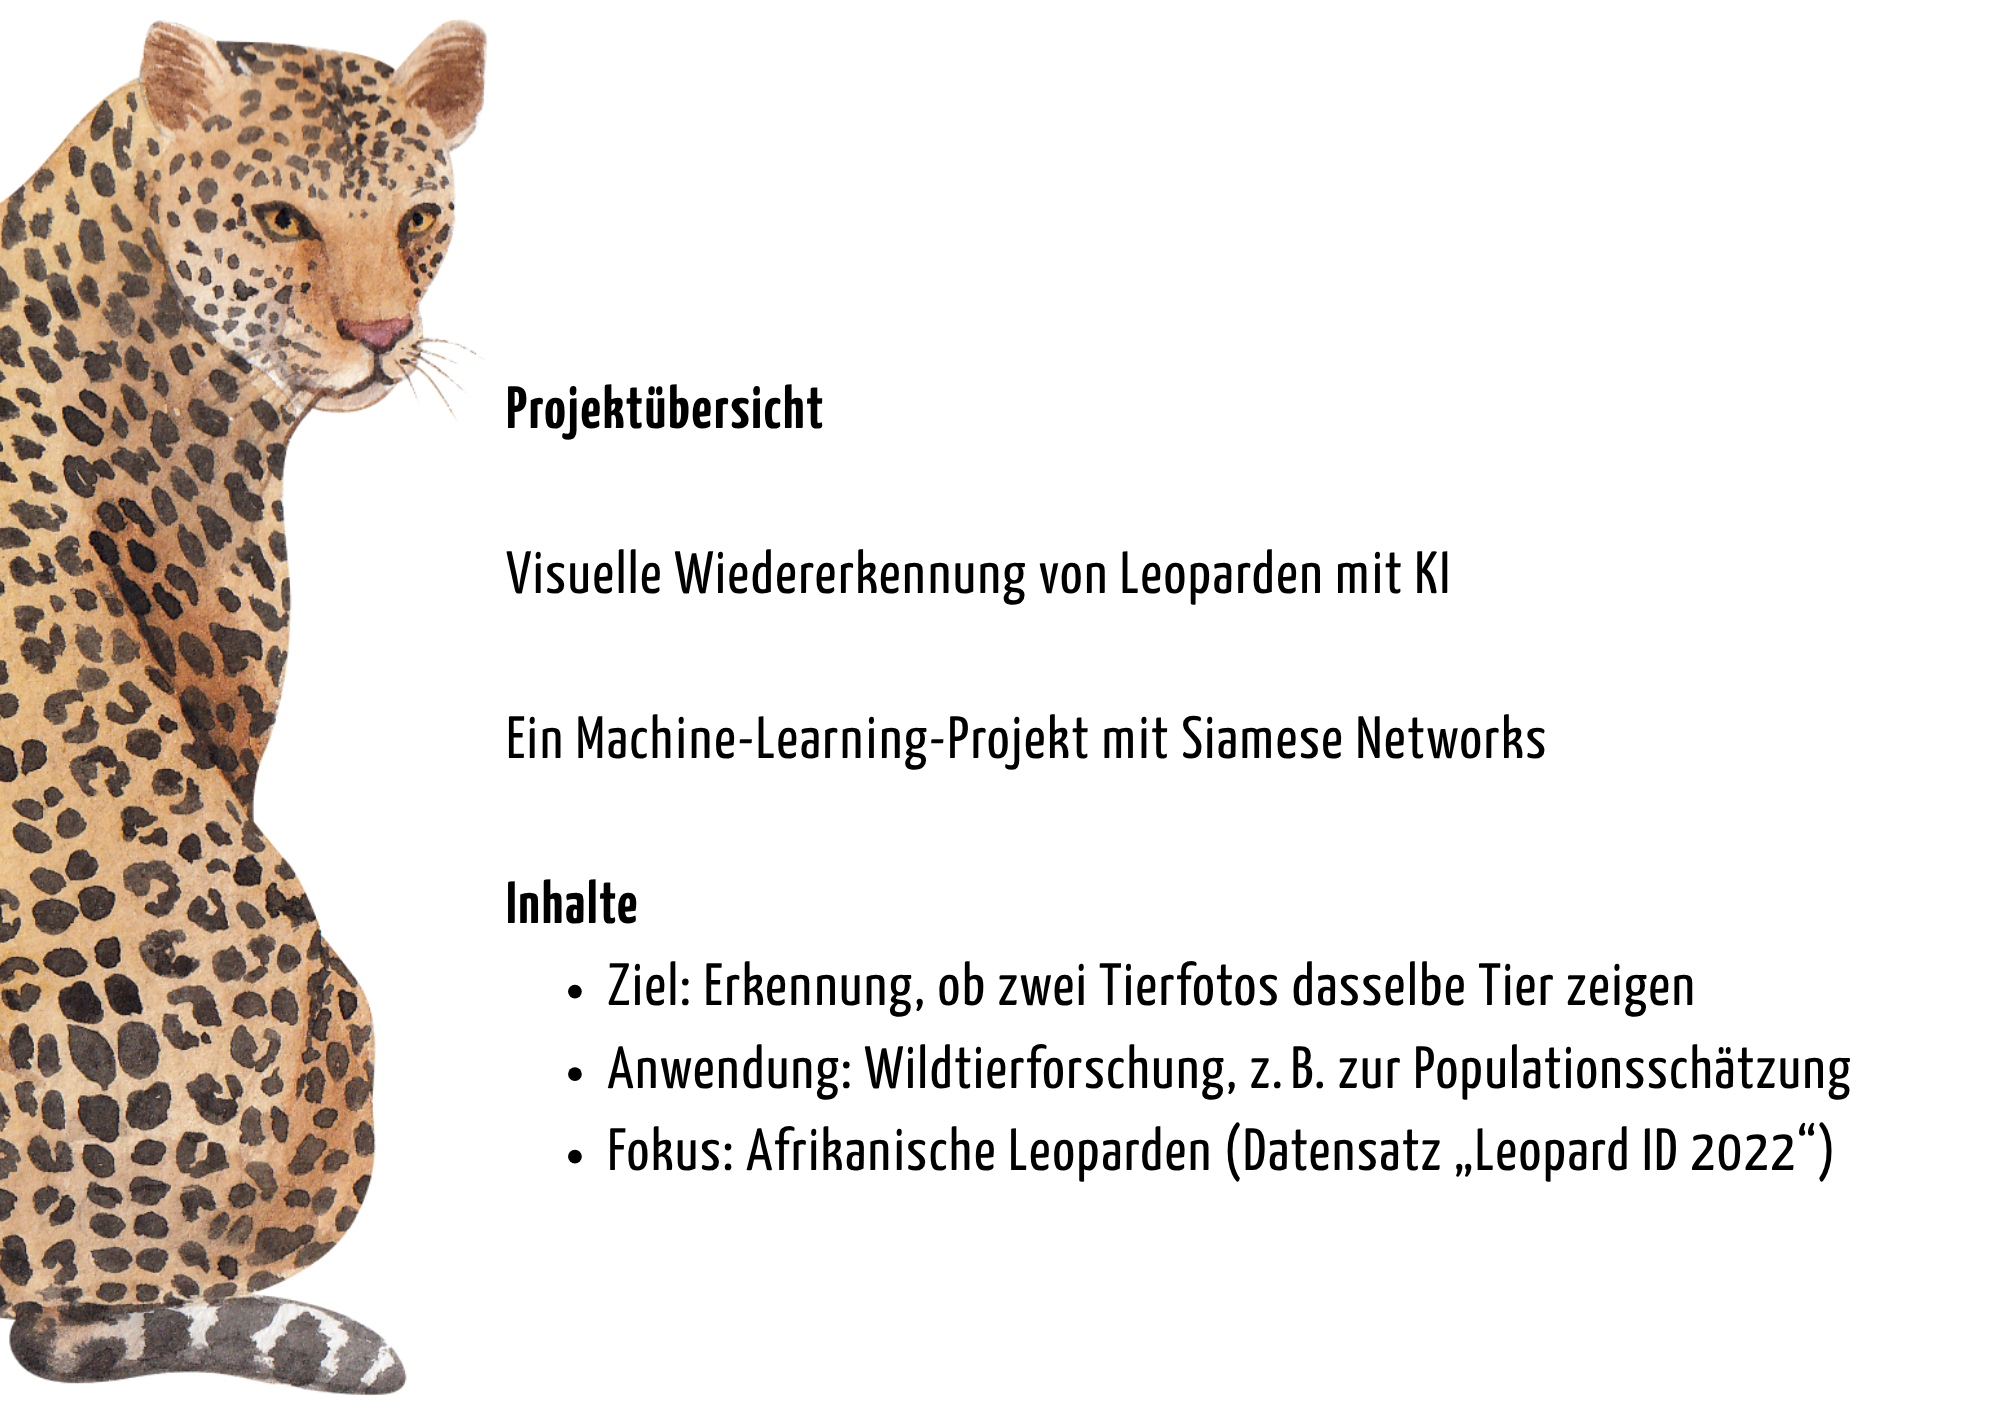 Projektübersicht
Visuelle Wiedererkennung von Leoparden mit KI
Ein Machine-Learning-Projekt mit Siamese Networks
Inhalte
• Ziel: Erkennung, ob zwei Tierfotos dasselbe Tier zeigen
• Anwendung: Wildtierforschung, z. B. zur Populationsschätzung
• Fokus: Afrikanische Leoparden (Datensatz „Leopard ID 2022“)